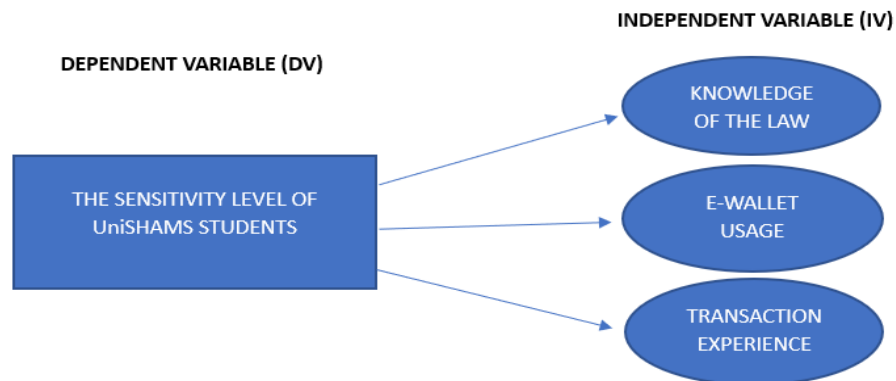 INDEPENDENT VARIABLE (IV)
DEPENDENT VARIABLE (DV)
THE SENSITIVITY LEVEL OF
UniSHAMS STUDENTS
KNOWLEDGE
OF THE LAW
E-WALLET
USAGE
TRANSACTION
EXPERIENCE